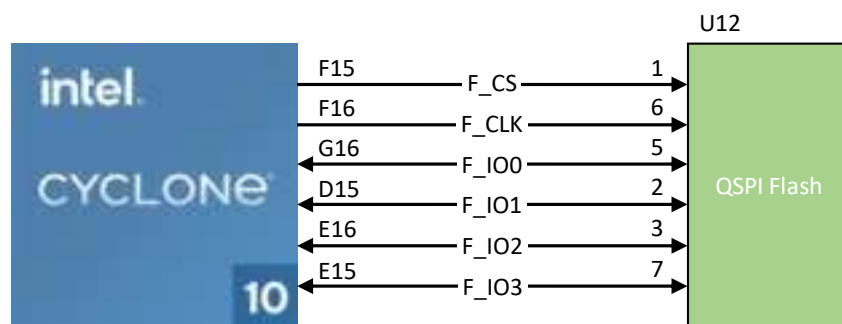 U12
intel.
CYCLONE®
10
F15 F_CS 1
F16 F_CLK 6
G16 F_IO0 5
D15 F_IO1 2
E16 F_IO2 3
E15 F_IO3 7
QSPI Flash